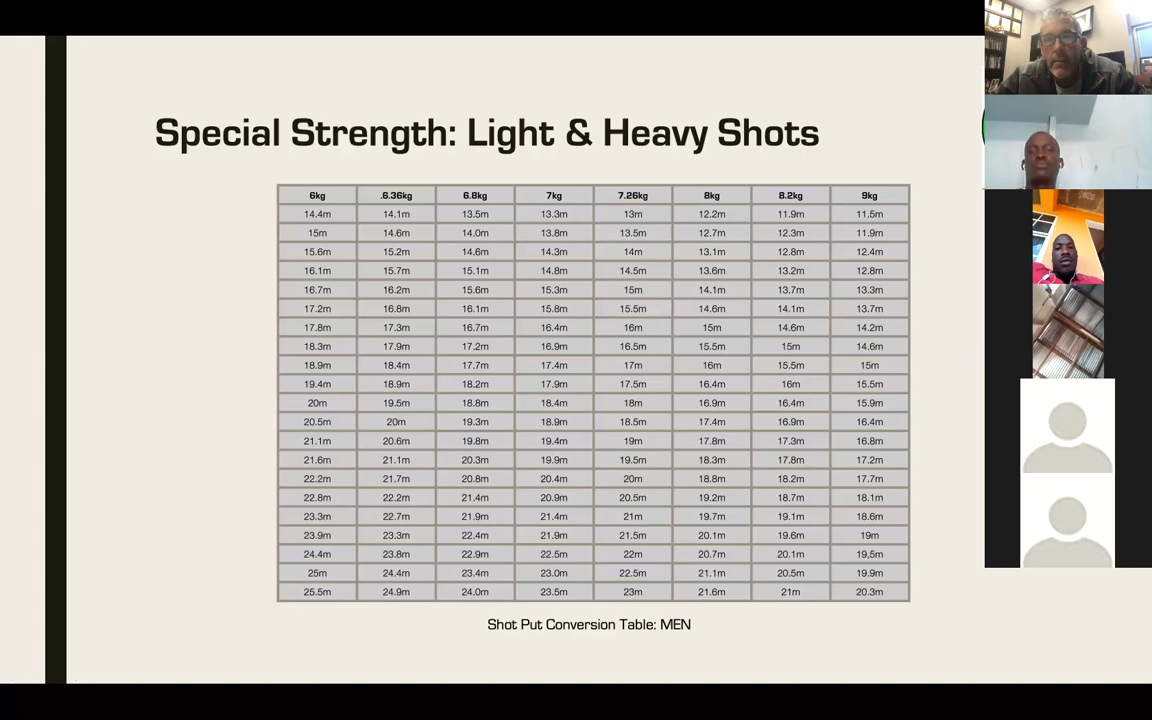 Special Strength: Light & Heavy Shots
6kg .6.36kg 6.8kg 7kg 7.26kg 8kg 8.2kg 9kg
14.4m 14.1m 13.5m 13.3m 13m 12.2m 11.9m 11.5m
15m 14.6m 14.0m 13.8m 13.5m 12.7m 12.3m 11.9m
15.6m 15.2m 14.6m 14.3m 14m 13.1m 12.8m 12.4m
16.1m 15.7m 15.1m 14.8m 14.5m 13.6m 13.2m 12.8m
16.7m 16.2m 15.6m 15.3m 15m 14.1m 13.7m 13.3m
17.2m 16.8m 16.1m 15.8m 15.5m 14.6m 14.1m 13.7m
17.8m 17.3m 16.7m 16.4m 16m 15m 14.6m 14.2m
18.3m 17.9m 17.2m 16.9m 16.5m 15.5m 15m 14.6m
18.9m 18.4m 17.7m 17.4m 17m 16m 15.5m 15m
19.4m 18.9m 18.2m 17.9m 17.5m 16.4m 16m 15.5m
20m 19.5m 18.8m 18.4m 18m 16.9m 16.4m 15.9m
20.5m 20m 19.3m 18.9m 18.5m 17.4m 16.9m 16.4m
21.1m 20.6m 19.8m 19.4m 19m 17.8m 17.3m 16.8m
21.6m 21.1m 20.3m 19.9m 19.5m 18.3m 17.8m 17.2m
22.2m 21.7m 20.8m 20.4m 20m 18.8m 18.2m 17.7m
22.8m 22.2m 21.4m 20.9m 20.5m 19.2m 18.7m 18.1m
23.3m 22.7m 21.9m 21.4m 21m 19.7m 19.1m 18.6m
23.9m 23.3m 22.4m 21.9m 21.5m 20.1m 19.6m 19m
24.4m 23.8m 22.9m 22.5m 22m 20.7m 20.1m 19,5m
25m 24.4m 23.4m 23.0m 22.5m 21.1m 20.5m 19.9m
25.5m 24.9m 24.0m 23.5m 23m 21.6m 21m 20.3m
Shot Put Conversion Table: MEN